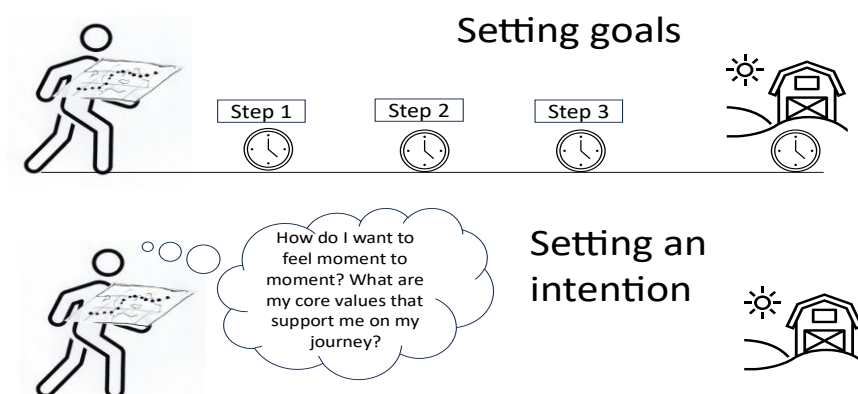 Setting goals
Step 1
Step 2
Step 3
How do I want to
feel moment to
moment? What are
my core values that
support me on my
journey?
Setting an
intention